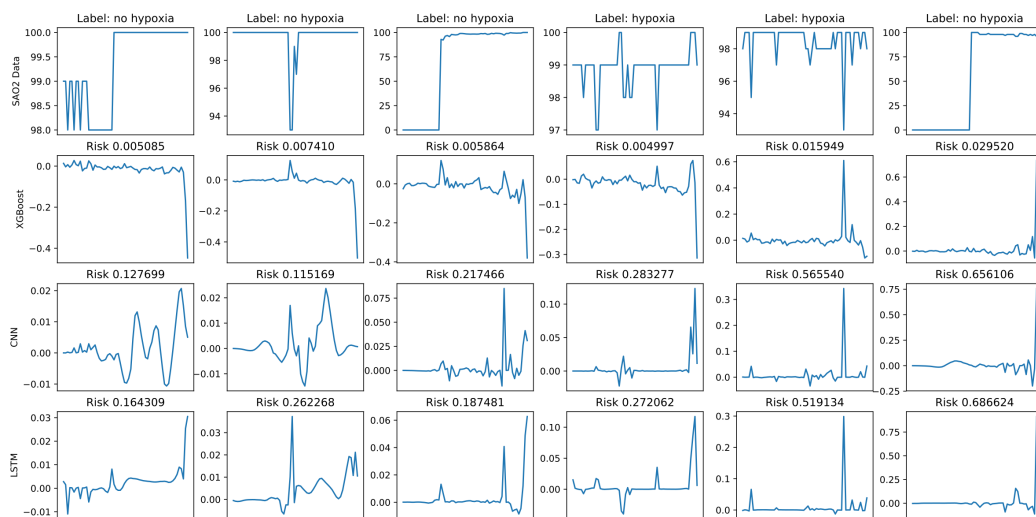 Label: no hypoxia Label: no hypoxia Label: no hypoxia Label: hypoxia Label: hypoxia Label: no hypoxia
SAO2 Data
100.0 99.5 99.0 98.5 98.0
100 98 96 94
100 75 50 25 0
100 99 98 97
98 96 94
100 75 50 25 0
Risk 0.005085 Risk 0.007410 Risk 0.005864 Risk 0.004997 Risk 0.015949 Risk 0.029520
XGBoost
0.0 −0.2 −0.4
0.0 −0.2 −0.4
0.0 −0.2 −0.4
0.0 −0.1 −0.2 −0.3
0.6 0.4 0.2 0.0
0.6 0.4 0.2 0.0
Risk 0.127699 Risk 0.115169 Risk 0.217466 Risk 0.283277 Risk 0.565540 Risk 0.656106
CNN
0.02 0.01 0.00 −0.01
0.02 0.01 0.00 −0.01
0.075 0.050 0.025 0.000
0.10 0.05 0.00
0.3 0.2 0.1 0.0
0.75 0.50 0.25 0.00 −0.25
Risk 0.164309 Risk 0.262268 Risk 0.187481 Risk 0.272062 Risk 0.519134 Risk 0.686624
LSTM
0.03 0.02 0.01 0.00 −0.01
0.03 0.02 0.01 0.00
0.06 0.04 0.02 0.00
0.10 0.05 0.00
0.3 0.2 0.1 0.0
0.75 0.50 0.25 0.00